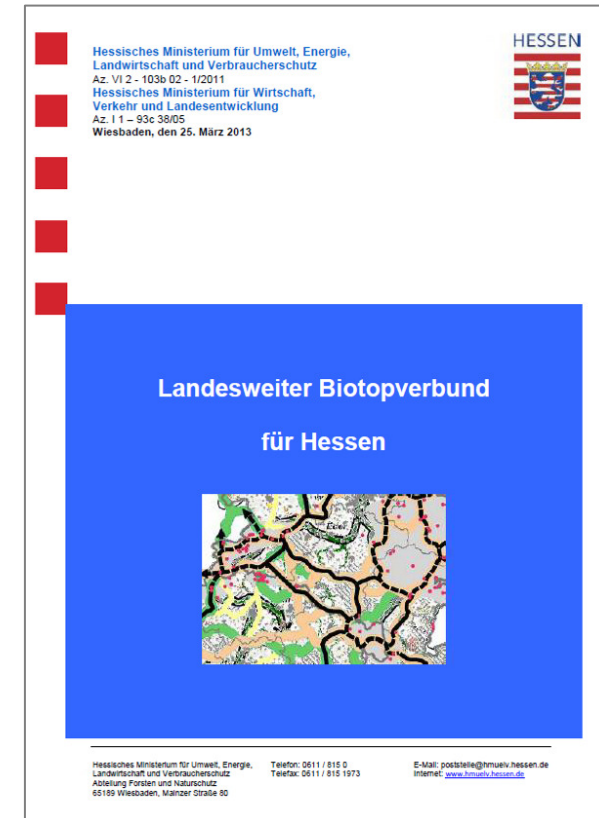 HESSEN
Hessisches Ministerium für Umwelt, Energie,
Landwirtschaft und Verbraucherschutz
Az. VI 2 - 103b 02 - 1/2011
Hessisches Ministerium für Wirtschaft,
Verkehr und Landesentwicklung
Az. I 1 – 93c 38/05
Wiesbaden, den 25. März 2013
Landesweiter Biotopverbund
für Hessen
Hessisches Ministerium für Umwelt, Energie,
Landwirtschaft und Verbraucherschutz
Abteilung Forsten und Naturschutz
65189 Wiesbaden, Mainzer Straße 80
Telefon: 0611 / 815 0
Telefax: 0611 / 815 1973
E-Mail: poststelle@hmuelv.hessen.de
Internet: www.hmuelv.hessen.de